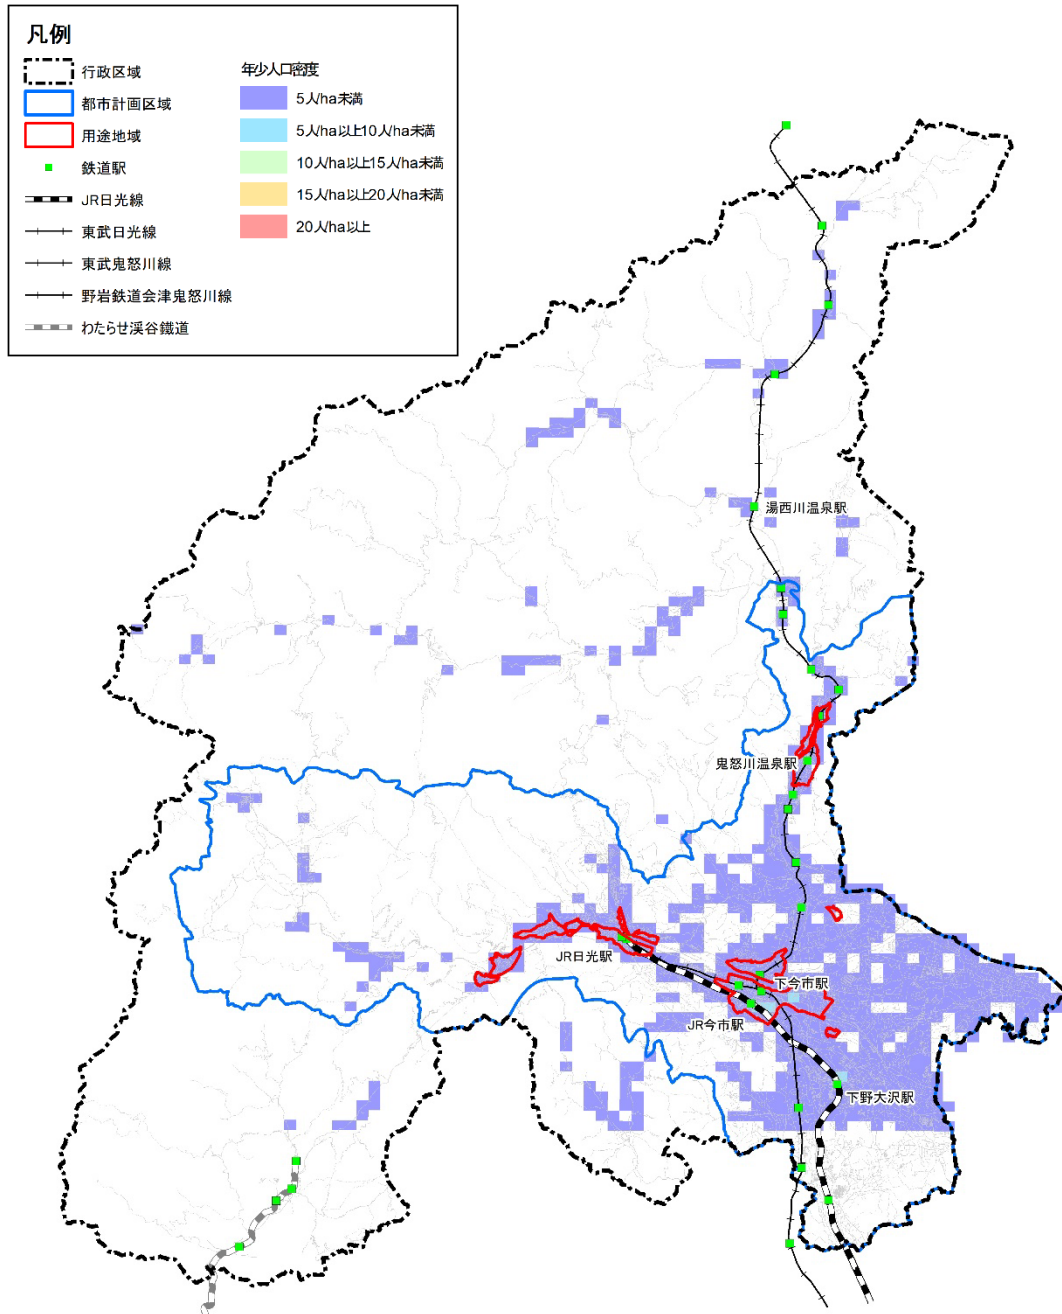 凡例
行政区域
都市計画区域
用途地域
鉄道駅
JR日光線
東武日光線
東武鬼怒川線
野岩鉄道会津鬼怒川線
わたらせ渓谷鐵道
年少人口密度
5人/ha未満
5人/ha以上10人/ha未満
10人/ha以上15人/ha未満
15人/ha以上20人/ha未満
20人/ha以上
湯西川温泉駅
鬼怒川温泉駅
JR日光駅
下今市駅
JR今市駅
下野大沢駅